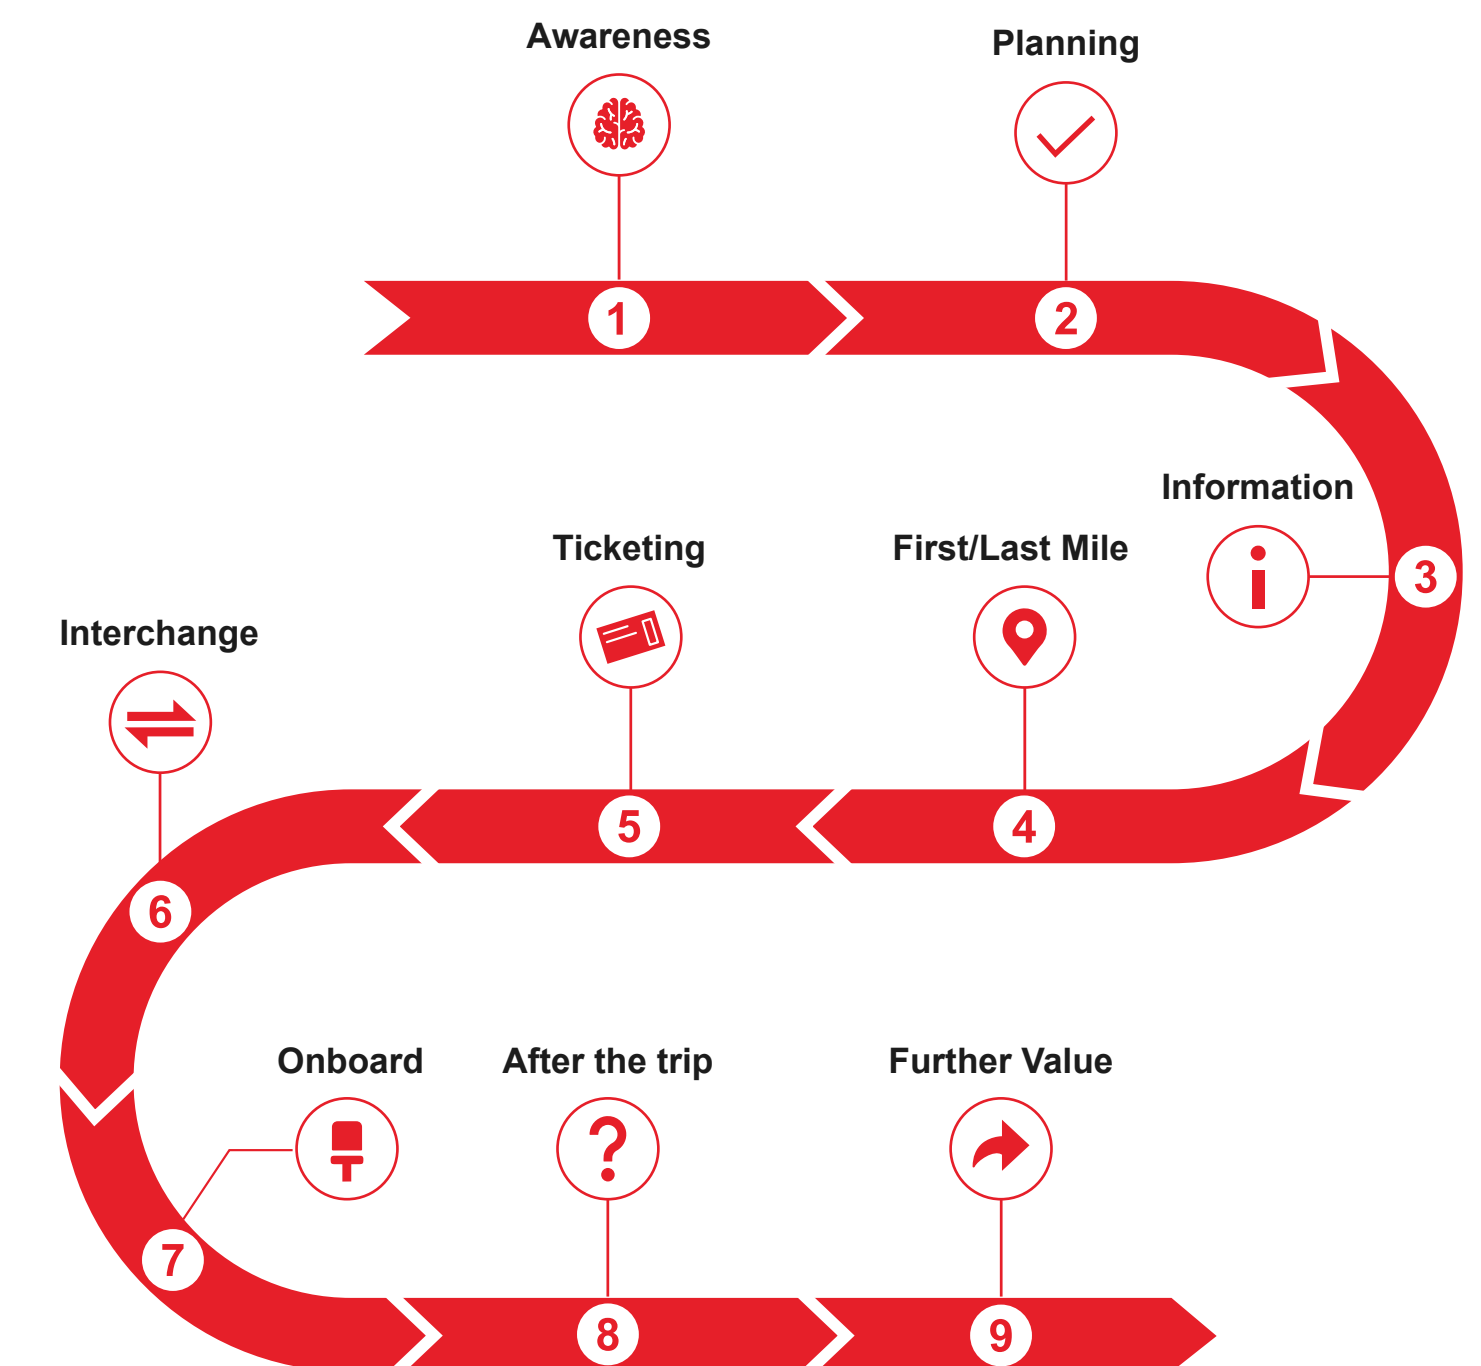 Awareness
Planning
1
2
Information
3
First/Last Mile
4
Ticketing
5
Interchange
6
Onboard
7
After the trip
8
Further Value
9